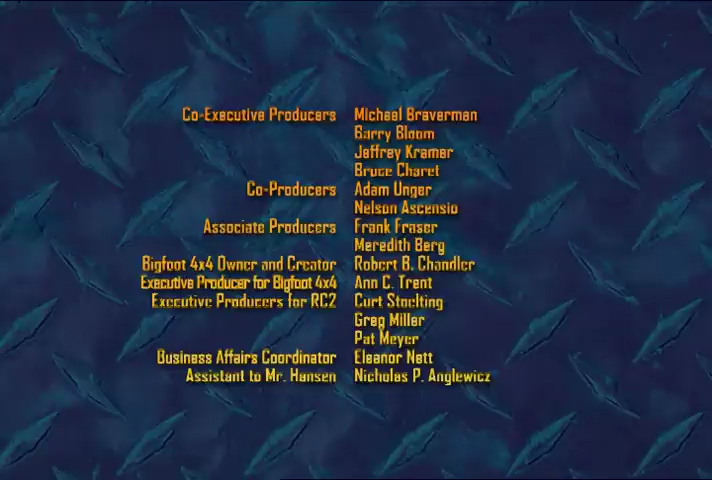 Co-Executive Producers Michael Braverman
Barry Bloom
Jeffrey Kramer
Bruce Charet
Co-Producers Adam Unger
Nelson Ascensio
Associate Producers Frank Fraser
Meredith Berg
Bigfoot 4x4 Owner and Creator Robert B. Chandler
Executive Producer for Bigfoot 4x4 Ann C. Trent
Executive Producers for RC2 Curt Stoelting
Greg Miller
Pat Meyer
Business Affairs Coordinator Eleanor Nett
Assistant to Mr. Hansen Nicholas P. Anglewicz